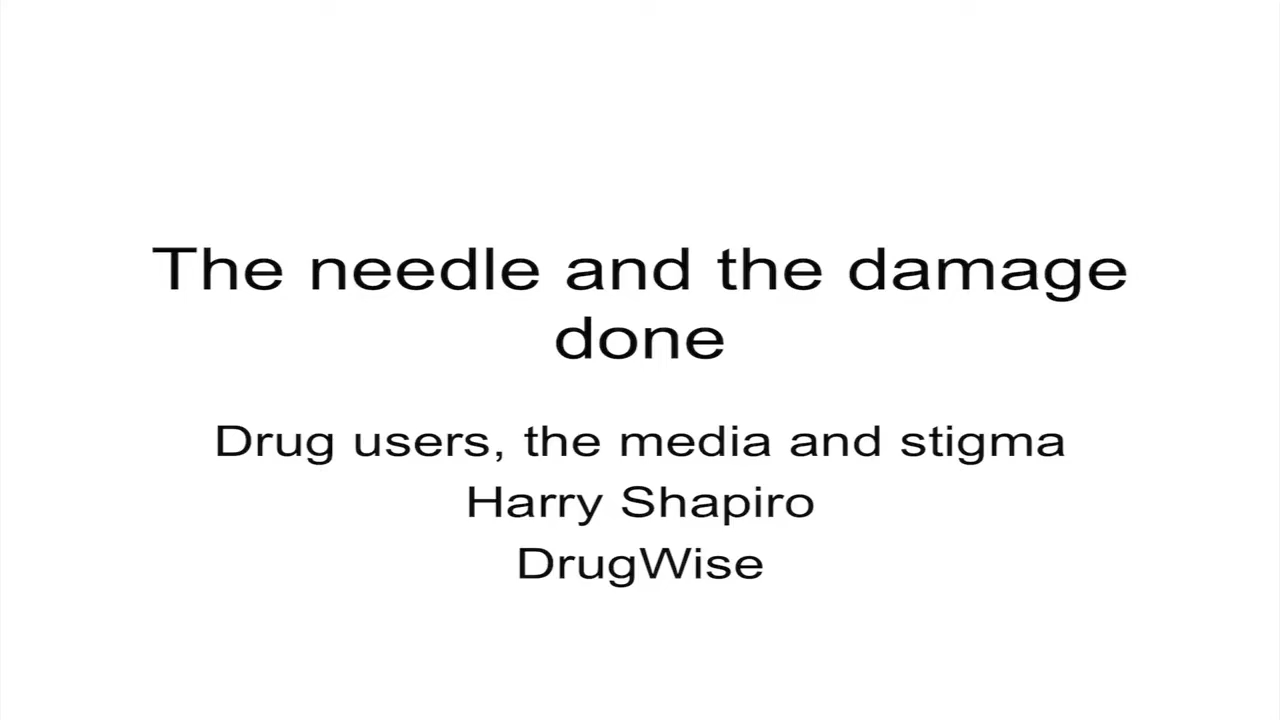 The needle and the damage
done
Drug users, the media and stigma
Harry Shapiro
DrugWise